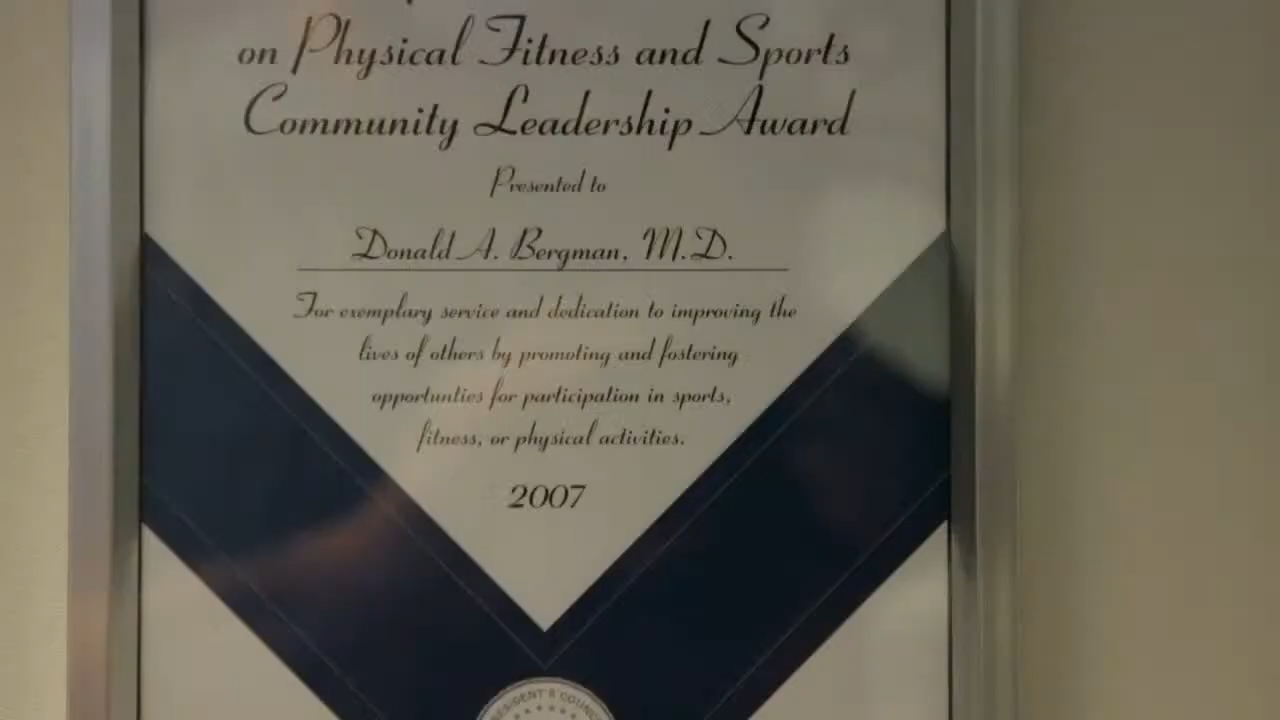 on Physical Fitness and Sports
Community Leadership Award
Presented to
Donald A. Bergman, M.D.
For exemplary service and dedication to improving the
lives of others by promoting and fostering
opportunties for participation in sports,
fitness, or physical activities.
2007